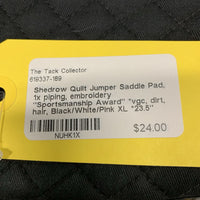 The Tack Collector
619337-169
Shedrow Quilt Jumper Saddle Pad,
1x piping, embroidery
"Sportsmanship Award" *vgc, dirt,
hair, Black/White/Pink XL *23.5"
$24.00
NUHK1X